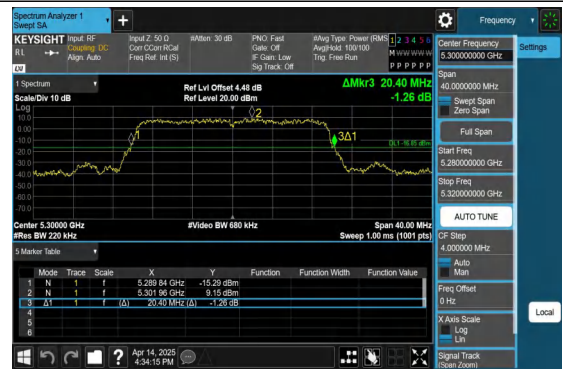 Spectrum Analyzer 1
Swept SA
+
Frequency
KEYSIGHT
RL
Input: RF
Coupling: DC
Align: Auto
Input Z: 50 Ω
Corr CCorr RCal
Freq Ref: Int (S)
#Atten: 30 dB
PNO: Fast
Gate: Off
IF Gain: Low
Sig Track: Off
#Avg Type: Power (RMS
Avg|Hold: 100/100
Trig: Free Run
1 2 3 4 5 6
M W W W W W
P P P P P P
LXI
1 Spectrum
Scale/Div 10 dB
Ref Lvl Offset 4.48 dB
Ref Level 20.00 dBm
ΔMkr3 20.40 MHz
-1.26 dB
Log
10.0
0.00
-10.0
-20.0
-30.0
-40.0
-50.0
-60.0
-70.0
1
2
3Δ1
DL1 -16.85 dBm
Center 5.30000 GHz
#Res BW 220 kHz
#Video BW 680 kHz
Span 40.00 MHz
Sweep 1.00 ms (1001 pts)
5 Marker Table
Mode Trace Scale X Y Function Function Width Function Value
1 N 1 f 5.289 84 GHz -15.29 dBm
2 N 1 f 5.301 96 GHz 9.15 dBm
3 Δ1 1 f (Δ) 20.40 MHz (Δ) -1.26 dB
4
5
6
Apr 14, 2025
4:34:15 PM
?
Center Frequency
5.300000000 GHz
Settings
Span
40.0000000 MHz
Swept Span
Zero Span
Full Span
Start Freq
5.280000000 GHz
Stop Freq
5.320000000 GHz
AUTO TUNE
CF Step
4.000000 MHz
Auto
Man
Freq Offset
0 Hz
X Axis Scale
Log
Lin
Local
Signal Track
(Span Zoom)